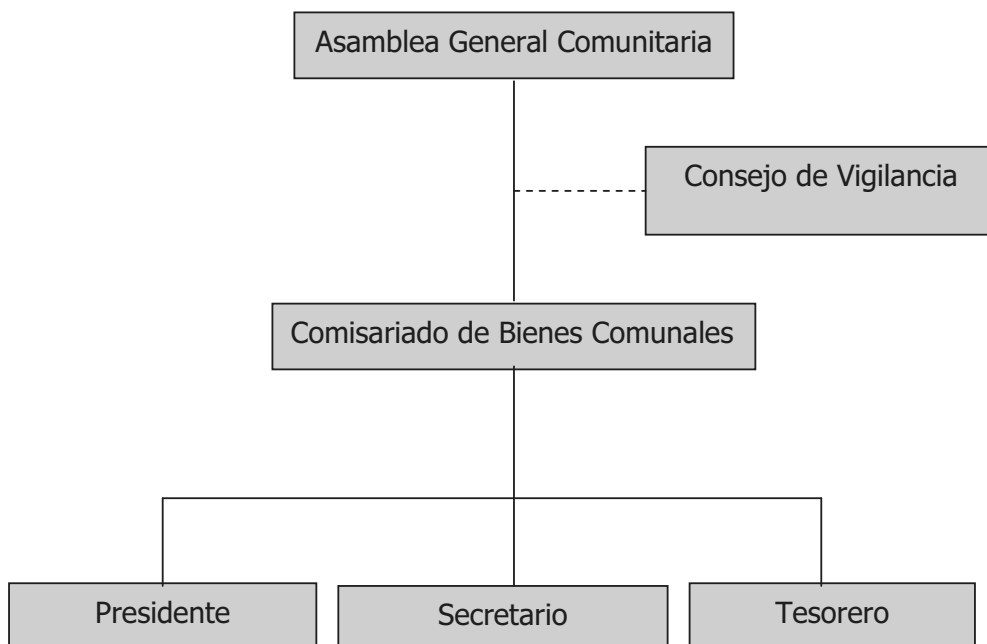 Asamblea General Comunitaria
Consejo de Vigilancia
Comisariado de Bienes Comunales
Presidente
Secretario
Tesorero